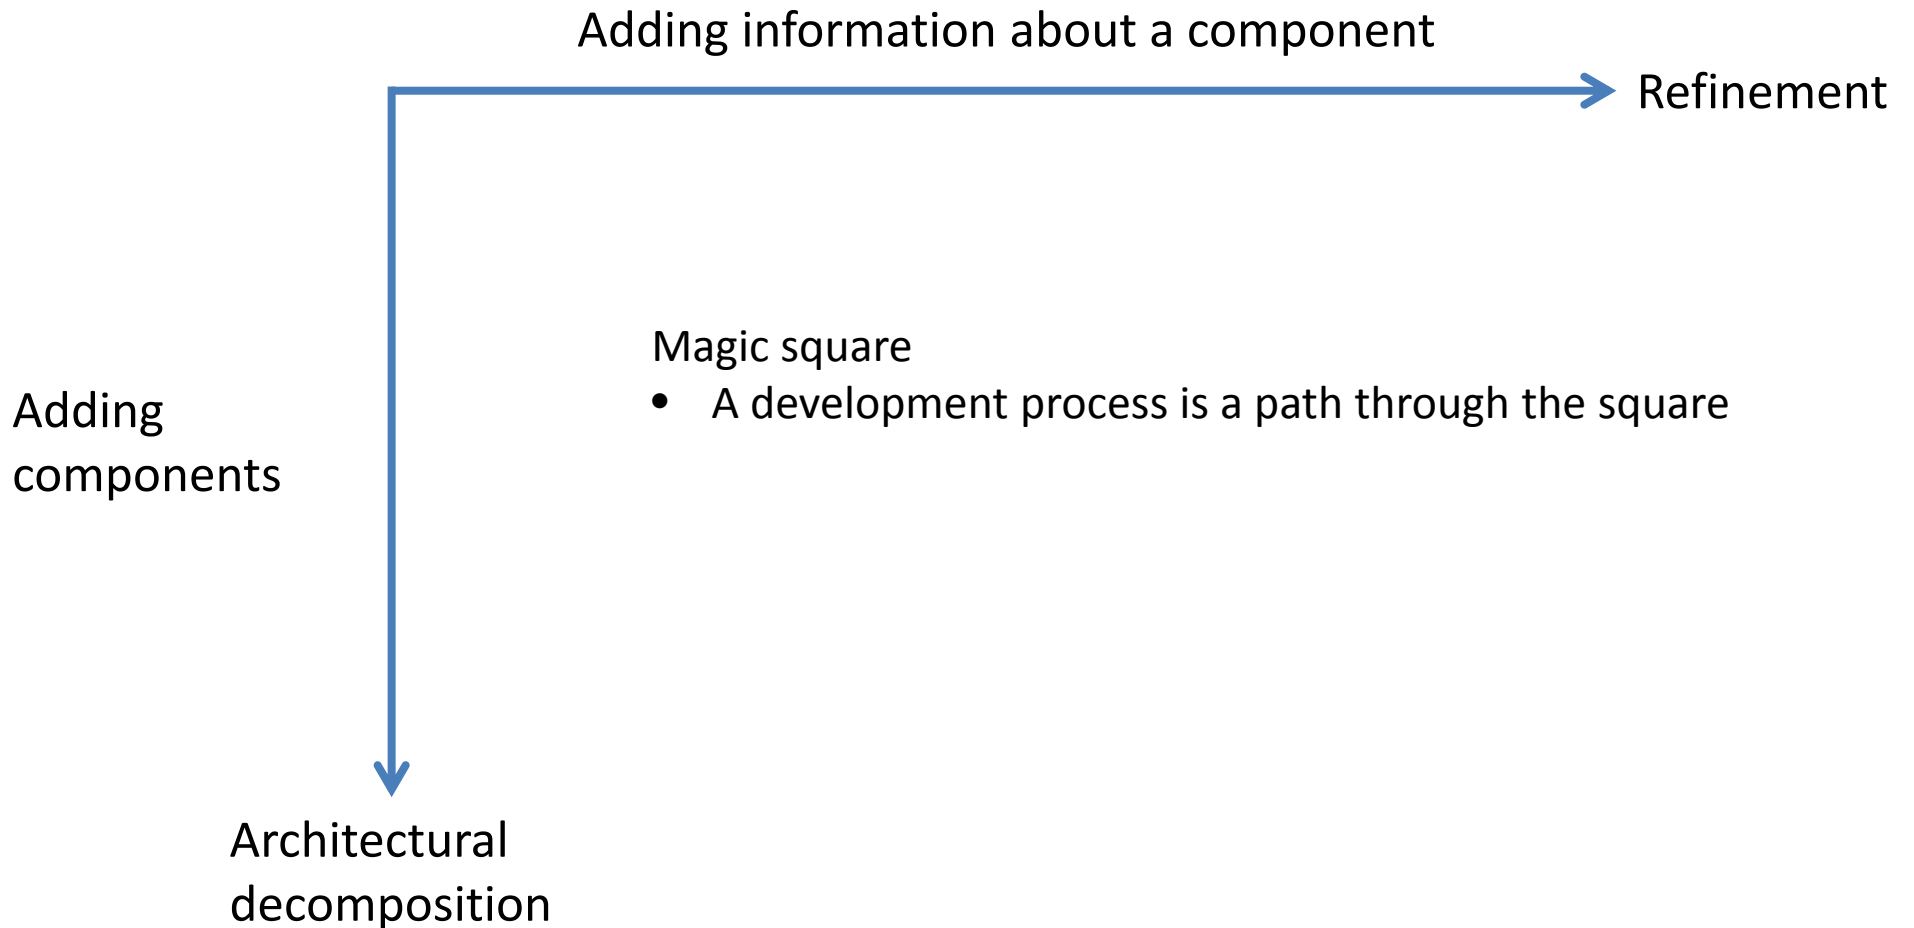 Adding information about a component
Refinement
Magic square
• A development process is a path through the square
Adding
components
Architectural
decomposition